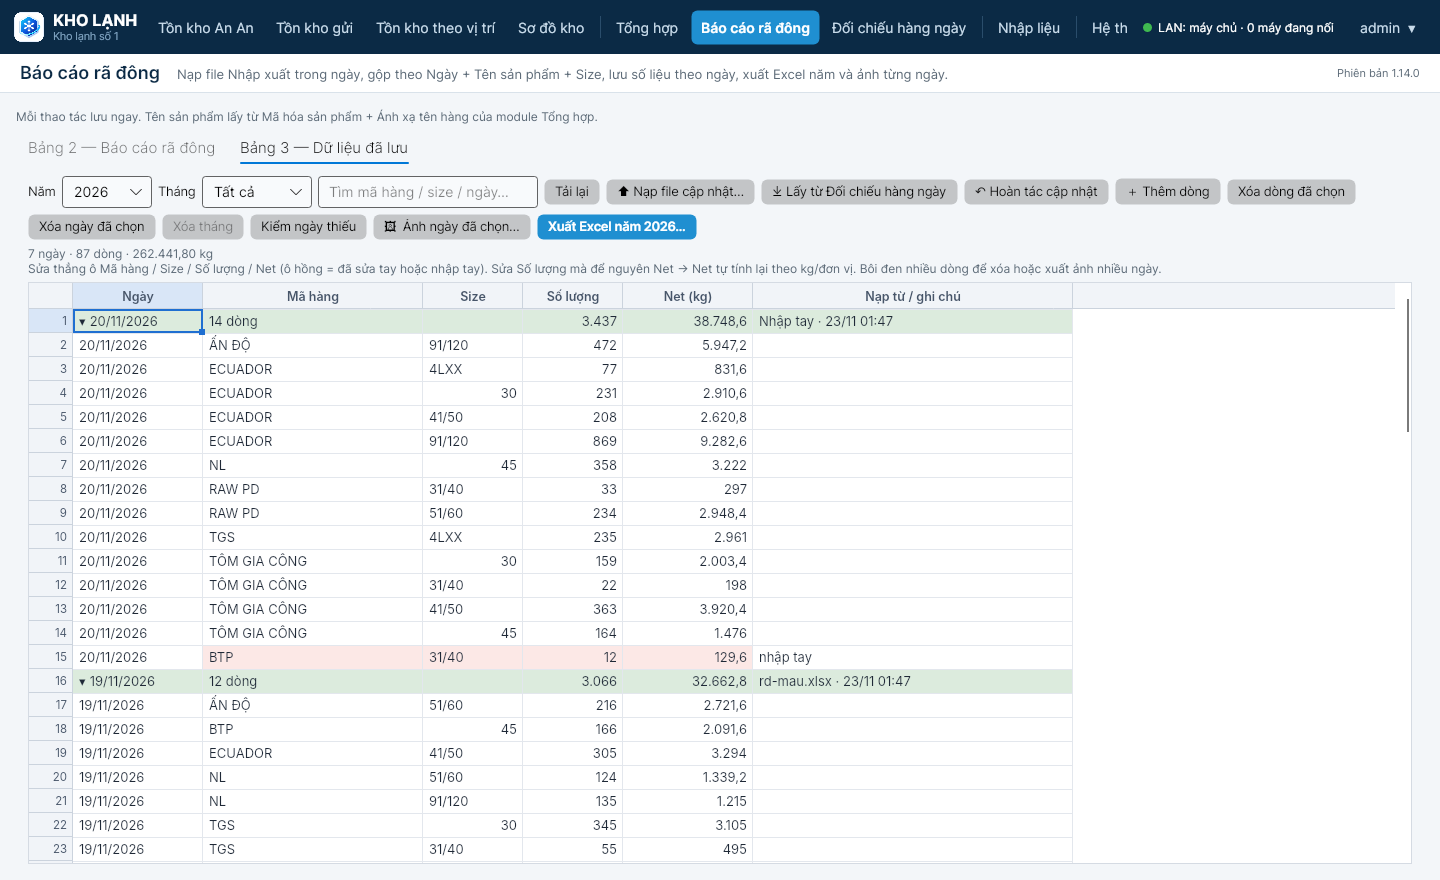 KHO LẠNH
Kho lạnh số 1
Tồn kho An An
Tồn kho gửi
Tồn kho theo vị trí
Sơ đồ kho
Tổng hợp
Báo cáo rã đông
Đối chiếu hàng ngày
Nhập liệu
Hệ th
LAN: máy chủ · 0 máy đang nối
admin ▾
Báo cáo rã đông
Nạp file Nhập xuất trong ngày, gộp theo Ngày + Tên sản phẩm + Size, lưu số liệu theo ngày, xuất Excel năm và ảnh từng ngày.
Phiên bản 1.14.0
Mỗi thao tác lưu ngay. Tên sản phẩm lấy từ Mã hóa sản phẩm + Ánh xạ tên hàng của module Tổng hợp.
Bảng 2 — Báo cáo rã đông
Bảng 3 — Dữ liệu đã lưu
Năm 2026 Tháng Tất cả Tìm mã hàng / size / ngày... Tải lại ⬆ Nạp file cập nhật... ⤓ Lấy từ Đối chiếu hàng ngày ↶ Hoàn tác cập nhật + Thêm dòng Xóa dòng đã chọn
Xóa ngày đã chọn Xóa tháng Kiểm ngày thiếu 🖼 Ảnh ngày đã chọn... Xuất Excel năm 2026...
7 ngày · 87 dòng · 262.441,80 kg
Sửa thẳng ô Mã hàng / Size / Số lượng / Net (ô hồng = đã sửa tay hoặc nhập tay). Sửa Số lượng mà để nguyên Net → Net tự tính lại theo kg/đơn vị. Bôi đen nhiều dòng để xóa hoặc xuất ảnh nhiều ngày.
Ngày Mã hàng Size Số lượng Net (kg) Nạp từ / ghi chú
1 ▾ 20/11/2026 14 dòng 3.437 38.748,6 Nhập tay · 23/11 01:47
2 20/11/2026 ẤN ĐỘ 91/120 472 5.947,2
3 20/11/2026 ECUADOR 4LXX 77 831,6
4 20/11/2026 ECUADOR 30 231 2.910,6
5 20/11/2026 ECUADOR 41/50 208 2.620,8
6 20/11/2026 ECUADOR 91/120 869 9.282,6
7 20/11/2026 NL 45 358 3.222
8 20/11/2026 RAW PD 31/40 33 297
9 20/11/2026 RAW PD 51/60 234 2.948,4
10 20/11/2026 TGS 4LXX 235 2.961
11 20/11/2026 TÔM GIA CÔNG 30 159 2.003,4
12 20/11/2026 TÔM GIA CÔNG 31/40 22 198
13 20/11/2026 TÔM GIA CÔNG 41/50 363 3.920,4
14 20/11/2026 TÔM GIA CÔNG 45 164 1.476
15 20/11/2026 BTP 31/40 12 129,6 nhập tay
16 ▾ 19/11/2026 12 dòng 3.066 32.662,8 rd-mau.xlsx · 23/11 01:47
17 19/11/2026 ẤN ĐỘ 51/60 216 2.721,6
18 19/11/2026 BTP 45 166 2.091,6
19 19/11/2026 ECUADOR 41/50 305 3.294
20 19/11/2026 NL 51/60 124 1.339,2
21 19/11/2026 NL 91/120 135 1.215
22 19/11/2026 TGS 30 345 3.105
23 19/11/2026 TGS 31/40 55 495